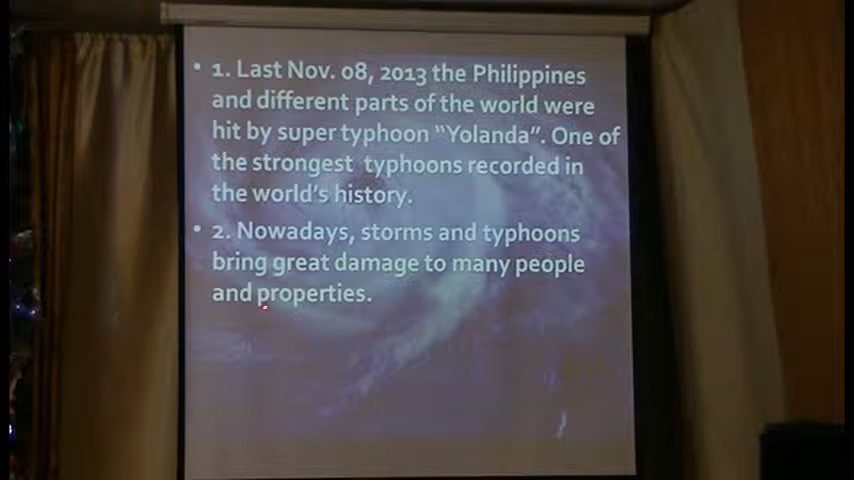 • 1. Last Nov. 08, 2013 the Philippines
and different parts of the world were
hit by super typhoon “Yolanda”. One of
the strongest typhoons recorded in
the world’s history.
• 2. Nowadays, storms and typhoons
bring great damage to many people
and properties.